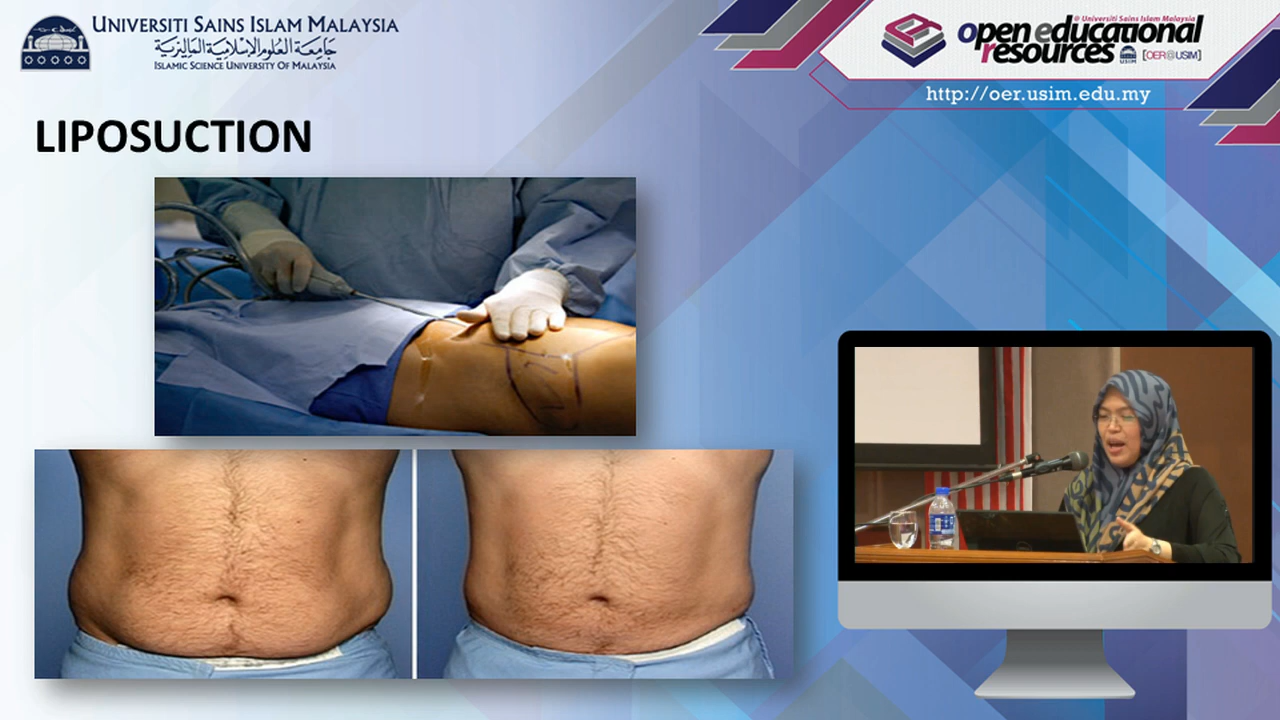 UNIVERSITI SAINS ISLAM MALAYSIA
جامعة العلوم الإسلامية الماليزية
ISLAMIC SCIENCE UNIVERSITY OF MALAYSIA
@ Universiti Sains Islam Malaysia
open educational
resources
USIM
[OER@USIM]
http://oer.usim.edu.my
LIPOSUCTION